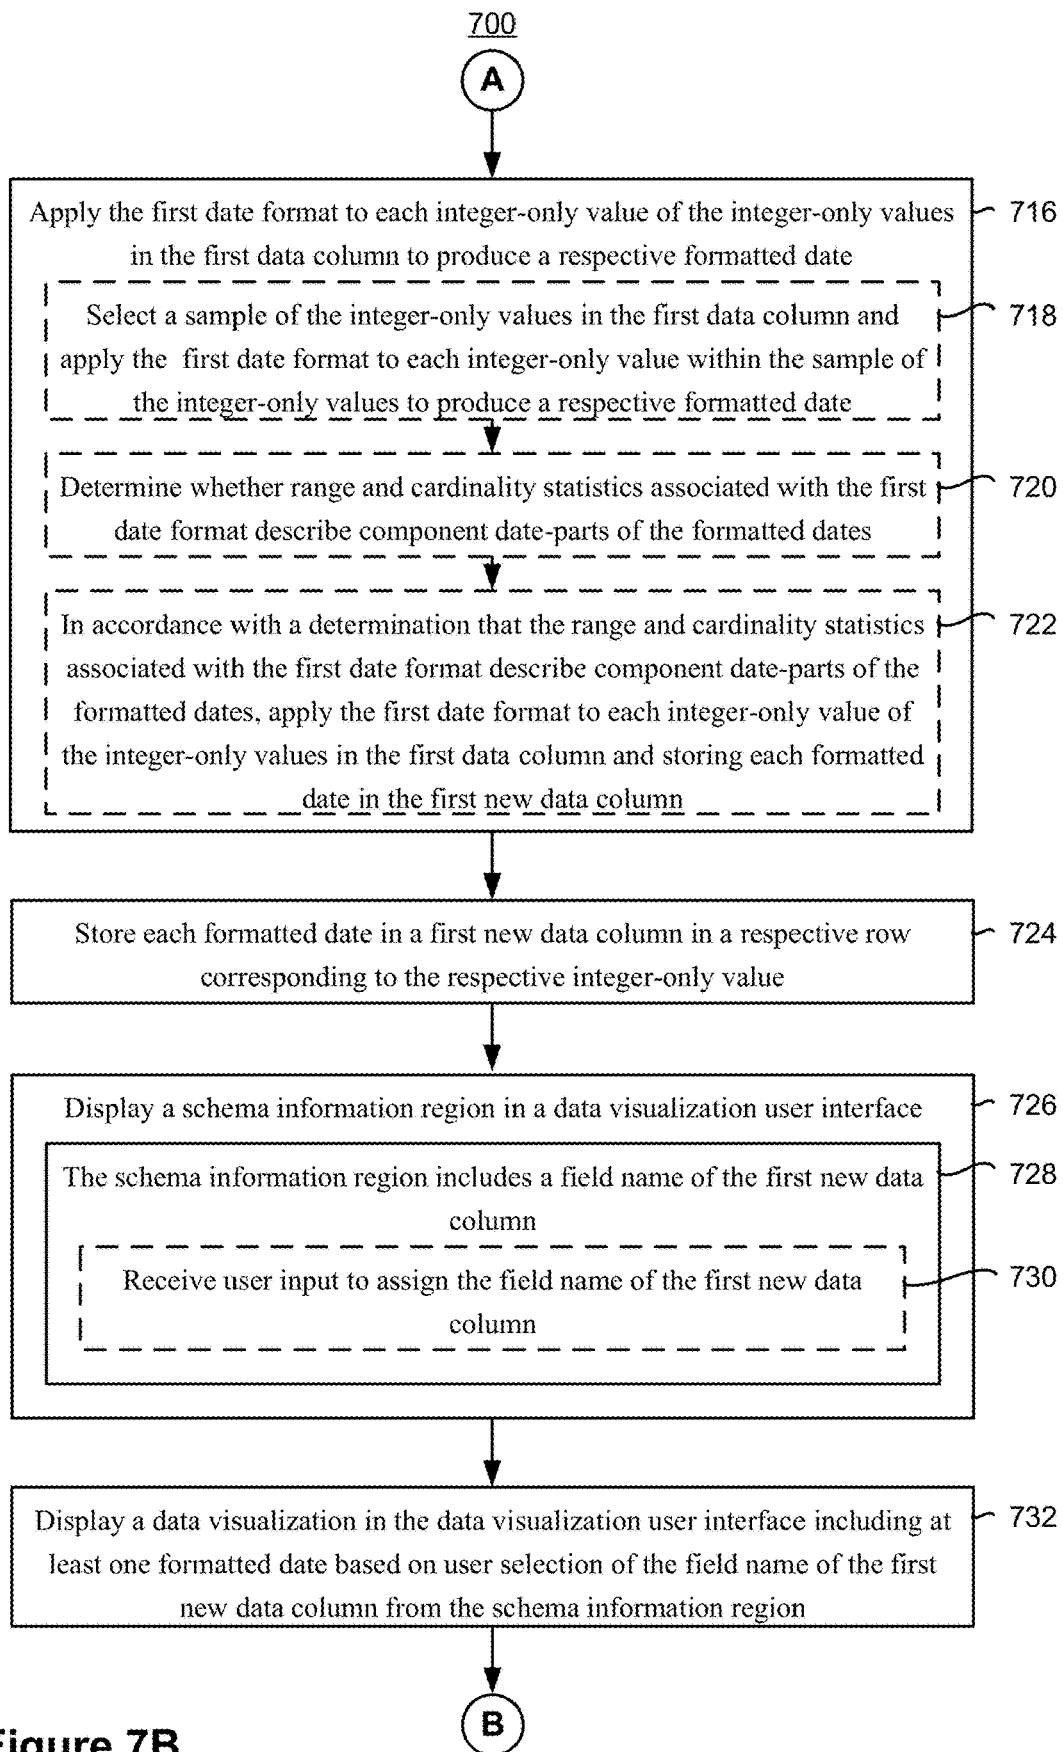 700
A
Apply the first date format to each integer-only value of the integer-only values
716
in the first data column to produce a respective formatted date
Select a sample of the integer-only values in the first data column and
718
apply the first date format to each integer-only value within the sample of
the integer-only values to produce a respective formatted date
Determine whether range and cardinality statistics associated with the first
720
date format describe component date-parts of the formatted dates
In accordance with a determination that the range and cardinality statistics
722
associated with the first date format describe component date-parts of the
formatted dates, apply the first date format to each integer-only value of
the integer-only values in the first data column and storing each formatted
date in the first new data column
Store each formatted date in a first new data column in a respective row
724
corresponding to the respective integer-only value
Display a schema information region in a data visualization user interface
726
The schema information region includes a field name of the first new data
728
column
Receive user input to assign the field name of the first new data
730
column
Display a data visualization in the data visualization user interface including at
732
least one formatted date based on user selection of the field name of the first
new data column from the schema information region
B
Figure 7B